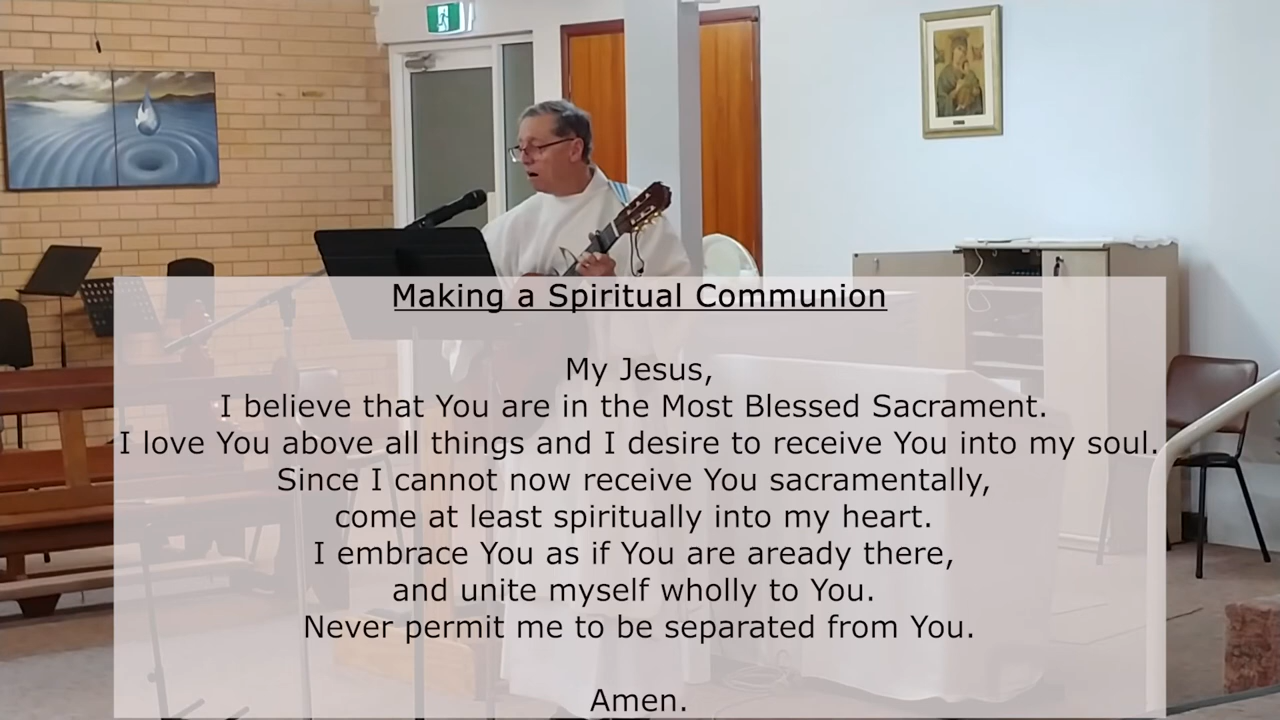 Making a Spiritual Communion
My Jesus,
I believe that You are in the Most Blessed Sacrament.
I love You above all things and I desire to receive You into my soul.
Since I cannot now receive You sacramentally,
come at least spiritually into my heart.
I embrace You as if You are aready there,
and unite myself wholly to You.
Never permit me to be separated from You.
Amen.